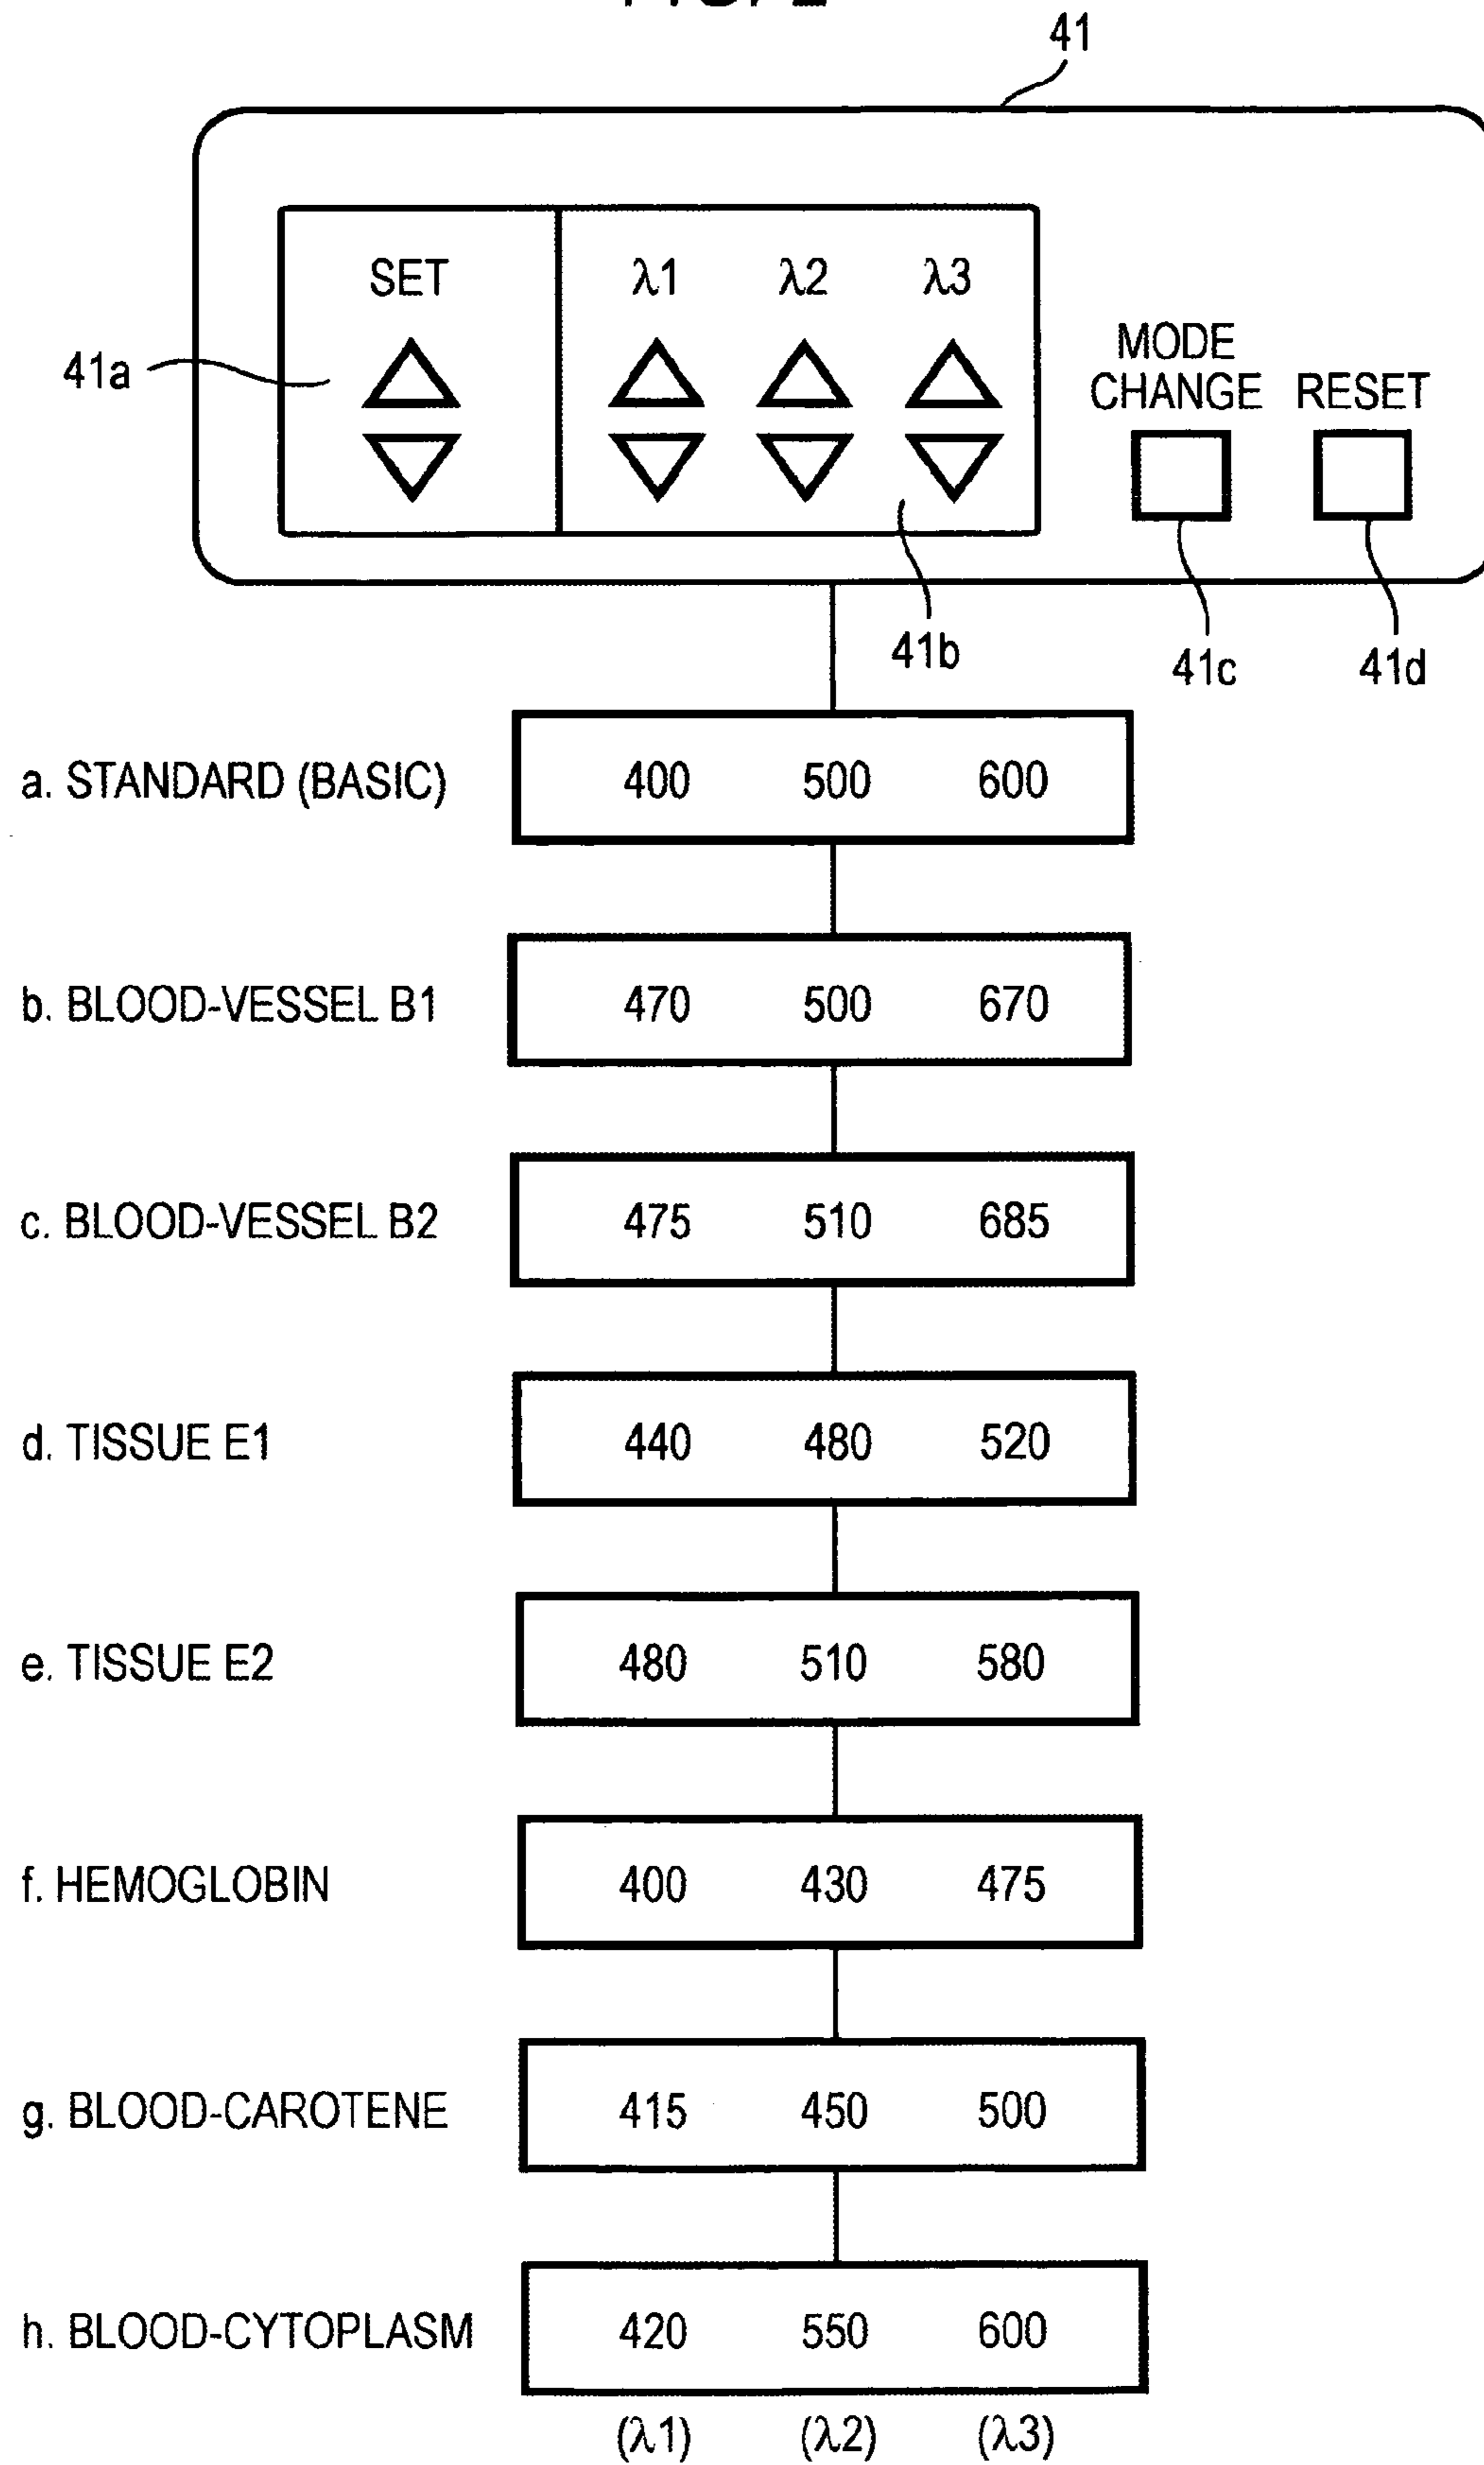 41
SET λ1 λ2 λ3
MODE
CHANGE RESET
41a
41b
41c 41d
a. STANDARD (BASIC) 400 500 600
b. BLOOD-VESSEL B1 470 500 670
c. BLOOD-VESSEL B2 475 510 685
d. TISSUE E1 440 480 520
e. TISSUE E2 480 510 580
f. HEMOGLOBIN 400 430 475
g. BLOOD-CAROTENE 415 450 500
h. BLOOD-CYTOPLASM 420 550 600
(λ1) (λ2) (λ3)